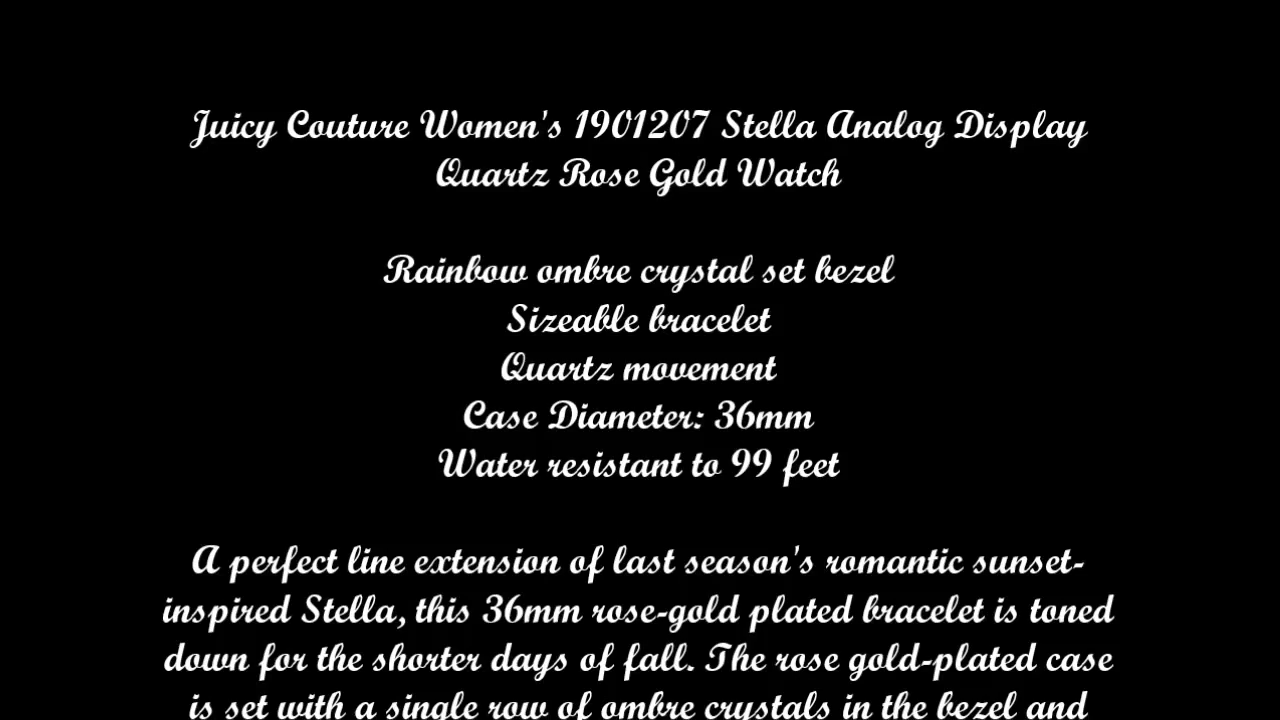 Juicy Couture Women's 1901207 Stella Analog Display
Quartz Rose Gold Watch
Rainbow ombre crystal set bezel
Sizeable bracelet
Quartz movement
Case Diameter: 36mm
Water resistant to 99 feet
A perfect line extension of last season's romantic sunset-
inspired Stella, this 36mm rose-gold plated bracelet is toned
down for the shorter days of fall. The rose gold-plated case
is set with a single row of ombre crystals in the bezel and